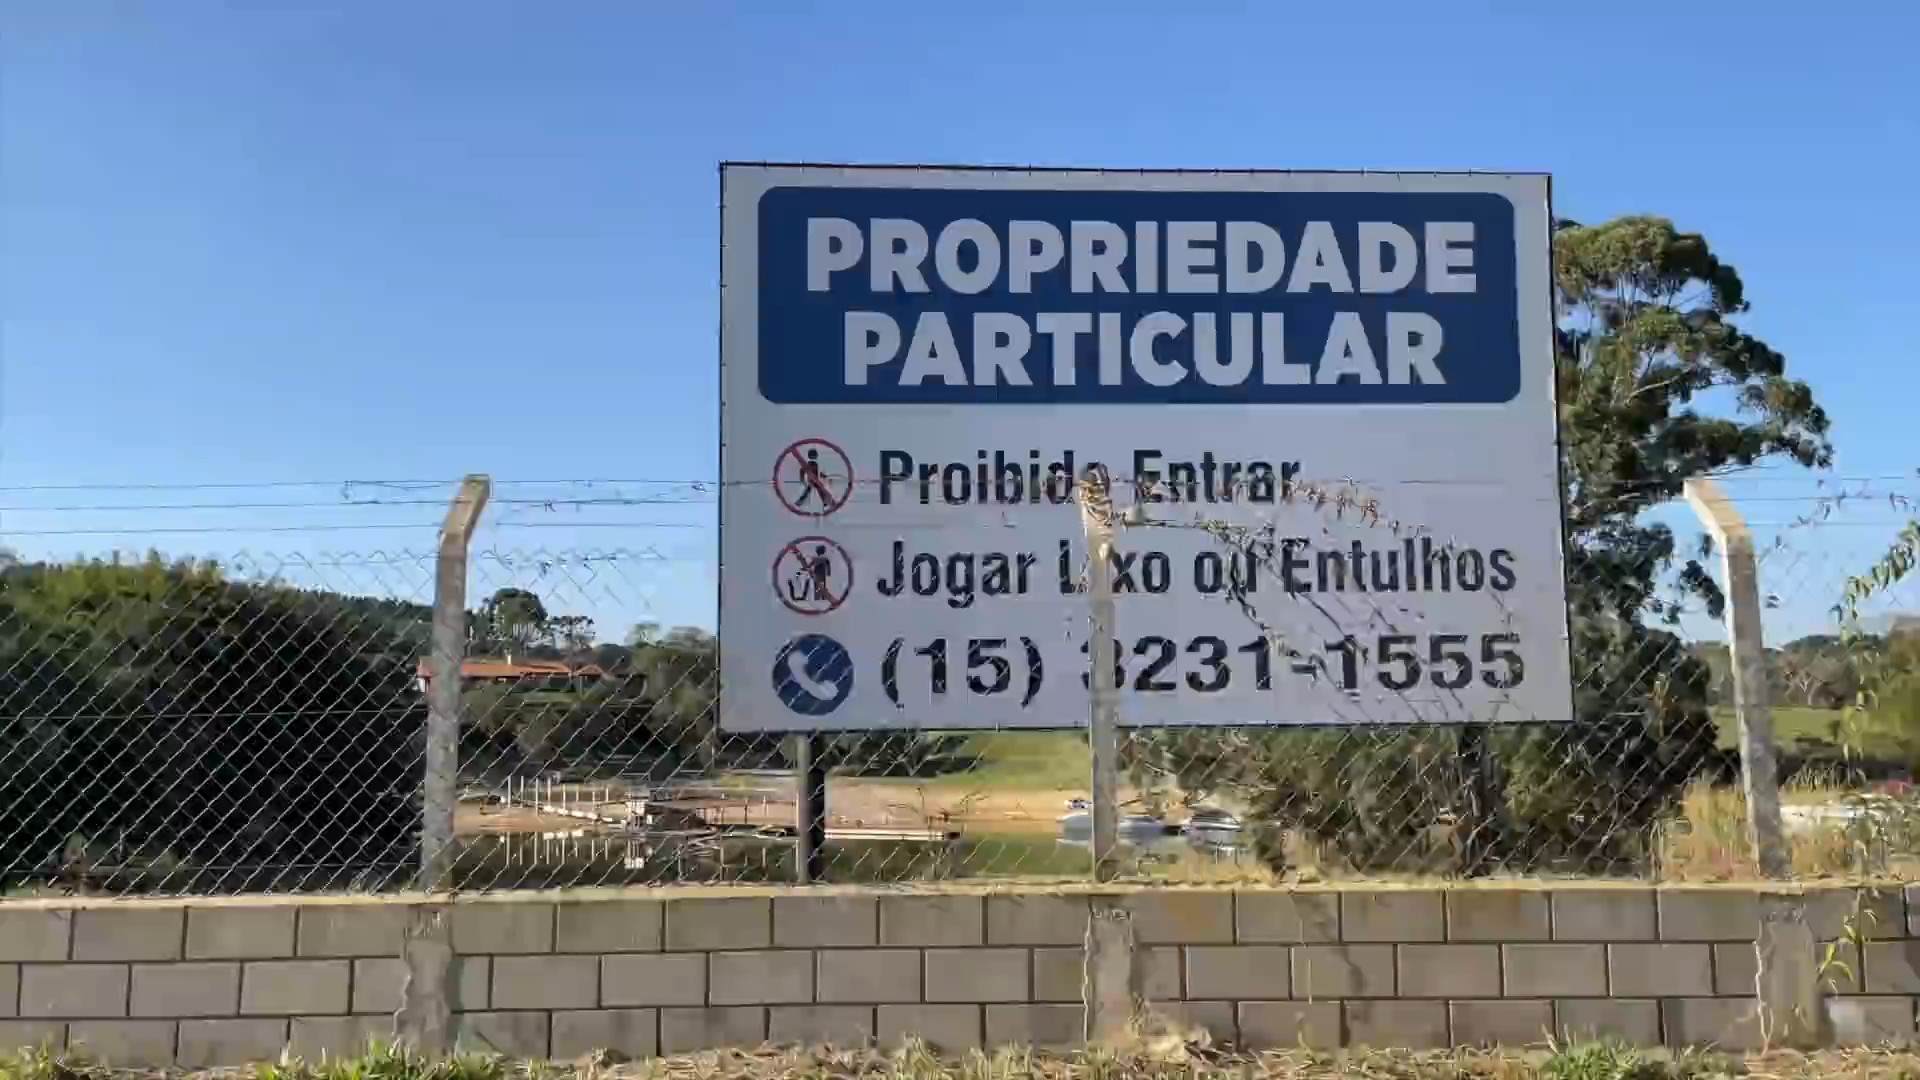 PROPRIEDADE
PARTICULAR
Proibido Entrar
Jogar Lixo ou Entulhos
(15) 3231-1555